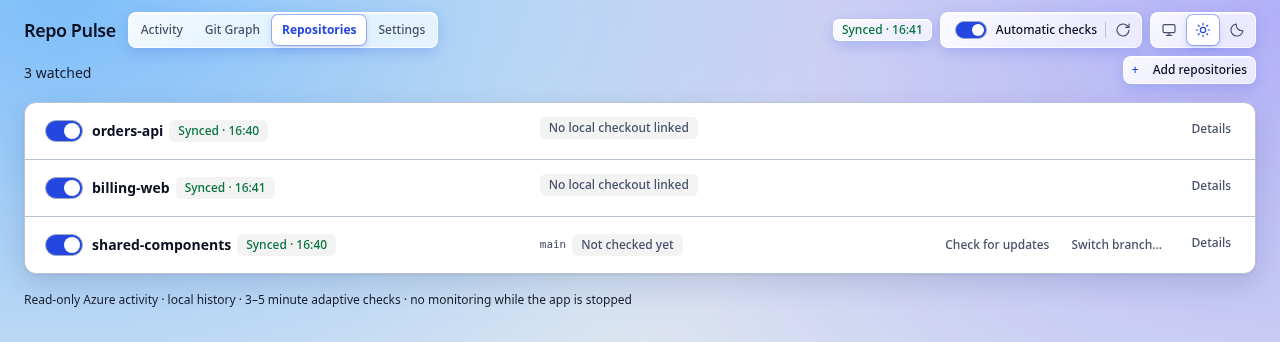 Repo Pulse Activity Git Graph Repositories Settings Synced · 16:41 Automatic checks
3 watched + Add repositories
orders-api Synced · 16:40 No local checkout linked Details
billing-web Synced · 16:41 No local checkout linked Details
shared-components Synced · 16:40 main Not checked yet Check for updates Switch branch... Details
Read-only Azure activity · local history · 3–5 minute adaptive checks · no monitoring while the app is stopped